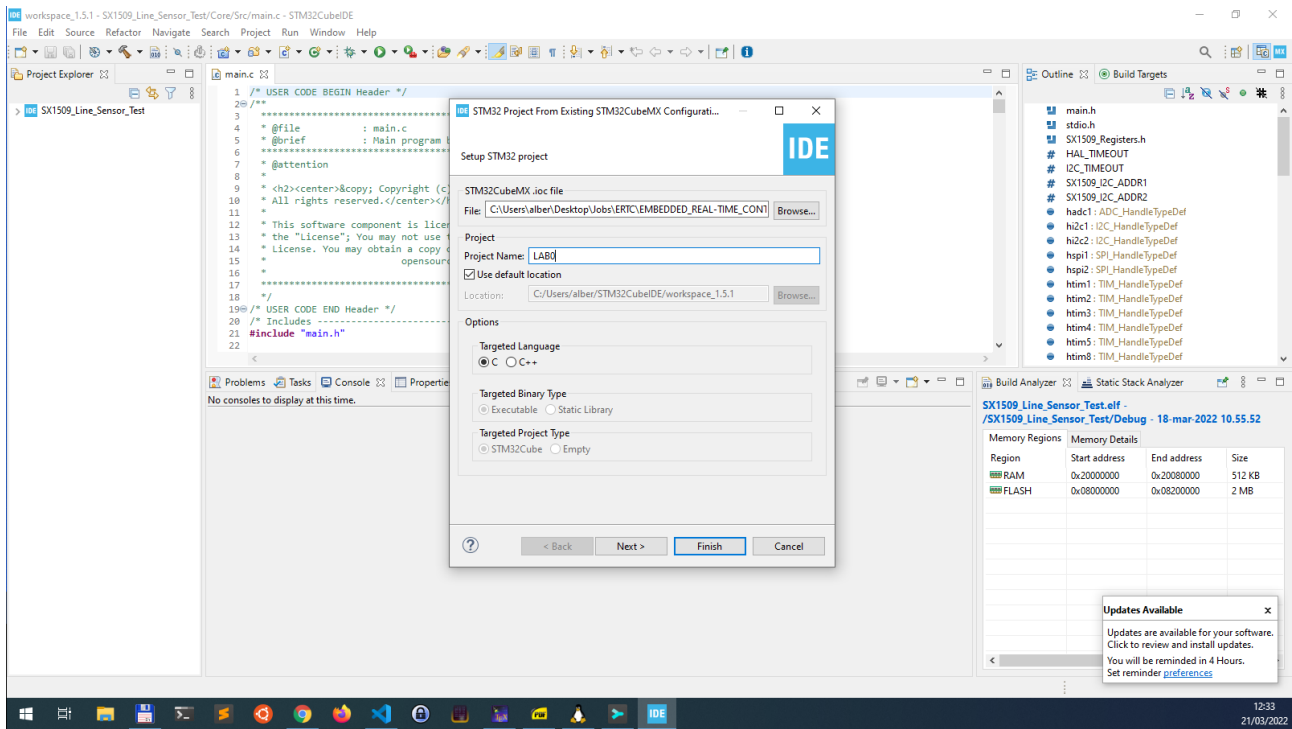 IDE workspace_1.5.1 - SX1509_Line_Sensor_Test/Core/Src/main.c - STM32CubeIDE
File Edit Source Refactor Navigate Search Project Run Window Help
Project Explorer
SX1509_Line_Sensor_Test
main.c
1 /* USER CODE BEGIN Header */
2 /**
3
4 * @file : main.c
5 * @brief : Main program b
6
7 * @attention
8 *
9 * <h2><center>&copy; Copyright (c)
10 * All rights reserved.</center></h
11 *
12 * This software component is licen
13 * the "License"; You may not use t
14 * License. You may obtain a copy o
15 * opensourc
16 *
17
18 */
19 /* USER CODE END Header */
20 /* Includes
21 #include "main.h"
22
IDE STM32 Project From Existing STM32CubeMX Configurati...
Setup STM32 project
IDE
STM32CubeMX .ioc file
File: C:\Users\alber\Desktop\Jobs\ERTC\EMBEDDED_REAL-TIME_CONT Browse...
Project
Project Name: LAB0
Use default location
Location: C:/Users/alber/STM32CubeIDE/workspace_1.5.1 Browse...
Options
Targeted Language
C C++
Targeted Binary Type
Executable Static Library
Targeted Project Type
STM32Cube Empty
? < Back Next > Finish Cancel
Outline Build Targets
main.h
stdio.h
SX1509_Registers.h
HAL_TIMEOUT
I2C_TIMEOUT
SX1509_I2C_ADDR1
SX1509_I2C_ADDR2
hadc1 : ADC_HandleTypeDef
hi2c1 : I2C_HandleTypeDef
hi2c2 : I2C_HandleTypeDef
hspi1 : SPI_HandleTypeDef
hspi2 : SPI_HandleTypeDef
htim1 : TIM_HandleTypeDef
htim2 : TIM_HandleTypeDef
htim3 : TIM_HandleTypeDef
htim4 : TIM_HandleTypeDef
htim5 : TIM_HandleTypeDef
htim8 : TIM_HandleTypeDef
Problems Tasks Console Propertie
No consoles to display at this time.
Build Analyzer Static Stack Analyzer
SX1509_Line_Sensor_Test.elf -
/SX1509_Line_Sensor_Test/Debug - 18-mar-2022 10.55.52
Memory Regions Memory Details
Region Start address End address Size
RAM 0x20000000 0x20080000 512 KB
FLASH 0x08000000 0x08200000 2 MB
Updates Available x
Updates are available for your software.
Click to review and install updates.
You will be reminded in 4 Hours.
Set reminder preferences
IDE
12:33
21/03/2022